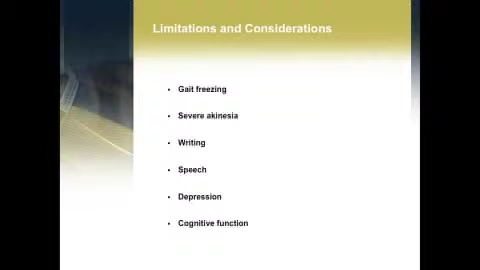 Limitations and Considerations
• Gait freezing
• Severe akinesia
• Writing
• Speech
• Depression
• Cognitive function